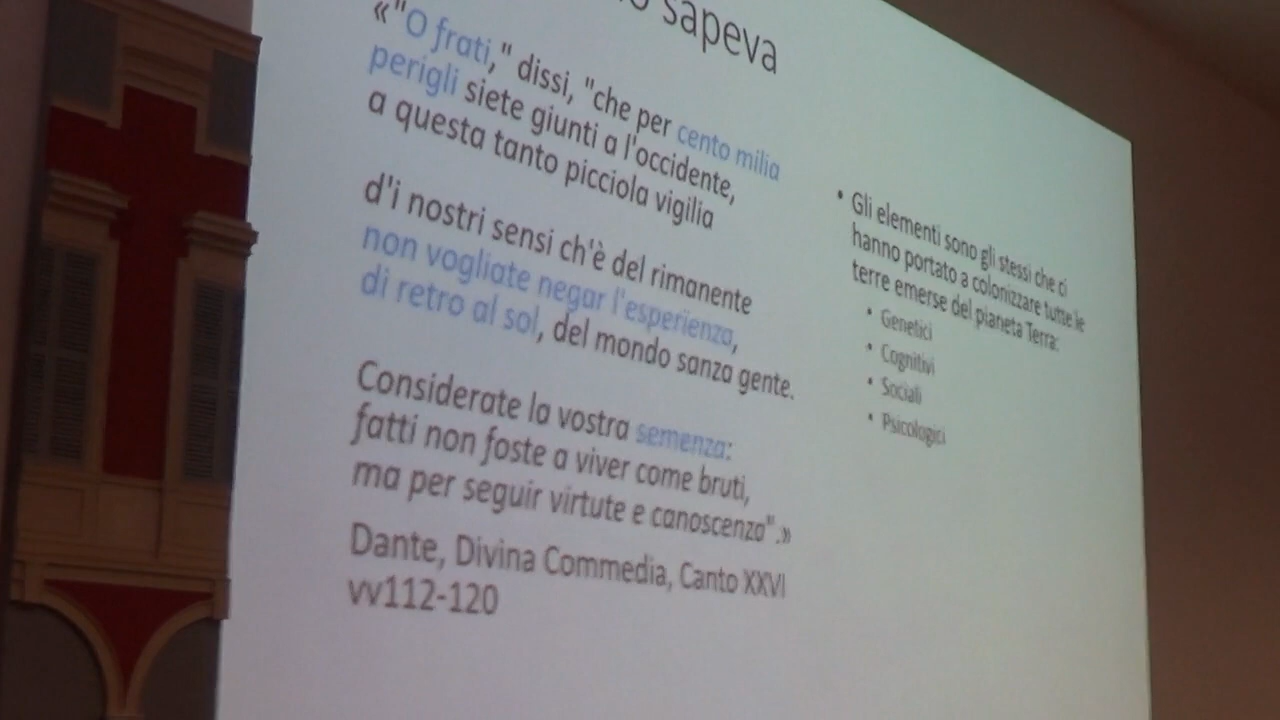 sapeva
«"O frati," dissi, "che per cento milia
perigli siete giunti a l'occidente,
a questa tanto picciola vigilia
d'i nostri sensi ch'è del rimanente
non vogliate negar l'esperienza,
di retro al sol, del mondo sanza gente.
Considerate la vostra semenza:
fatti non foste a viver come bruti,
ma per seguir virtute e canoscenza".»
Dante, Divina Commedia, Canto XXVI
vv112-120
• Gli elementi sono gli stessi che ci
hanno portato a colonizzare tutte le
terre emerse del pianeta Terra:
• Genetici
• Cognitivi
• Sociali
• Psicologici